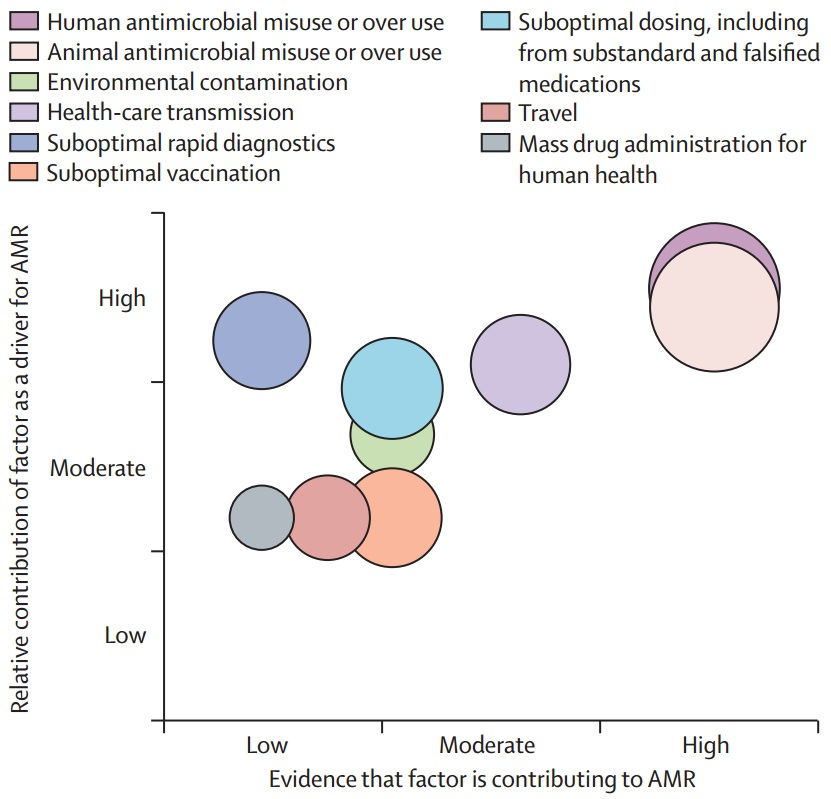 Human antimicrobial misuse or over use
Animal antimicrobial misuse or over use
Environmental contamination
Health-care transmission
Suboptimal rapid diagnostics
Suboptimal vaccination
Suboptimal dosing, including
from substandard and falsified
medications
Travel
Mass drug administration for
human health
Relative contribution of factor as a driver for AMR
High
Moderate
Low
Low
Moderate
High
Evidence that factor is contributing to AMR